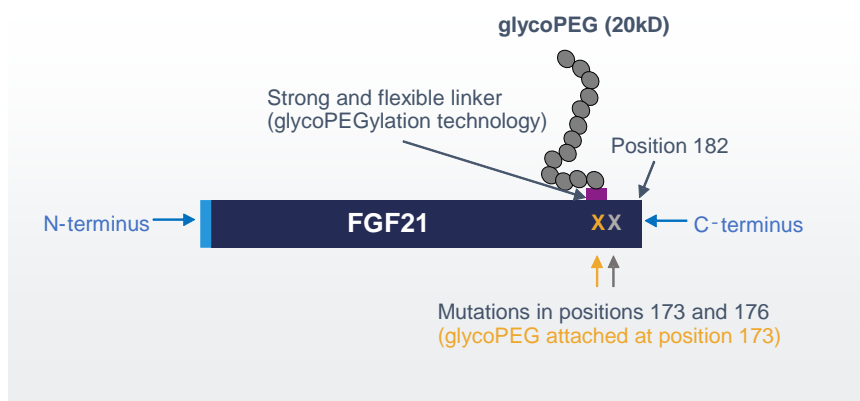 glycoPEG (20kD)
Strong and flexible linker
(glycoPEGylation technology)
Position 182
N-terminus
FGF21
XX
C-terminus
Mutations in positions 173 and 176
(glycoPEG attached at position 173)